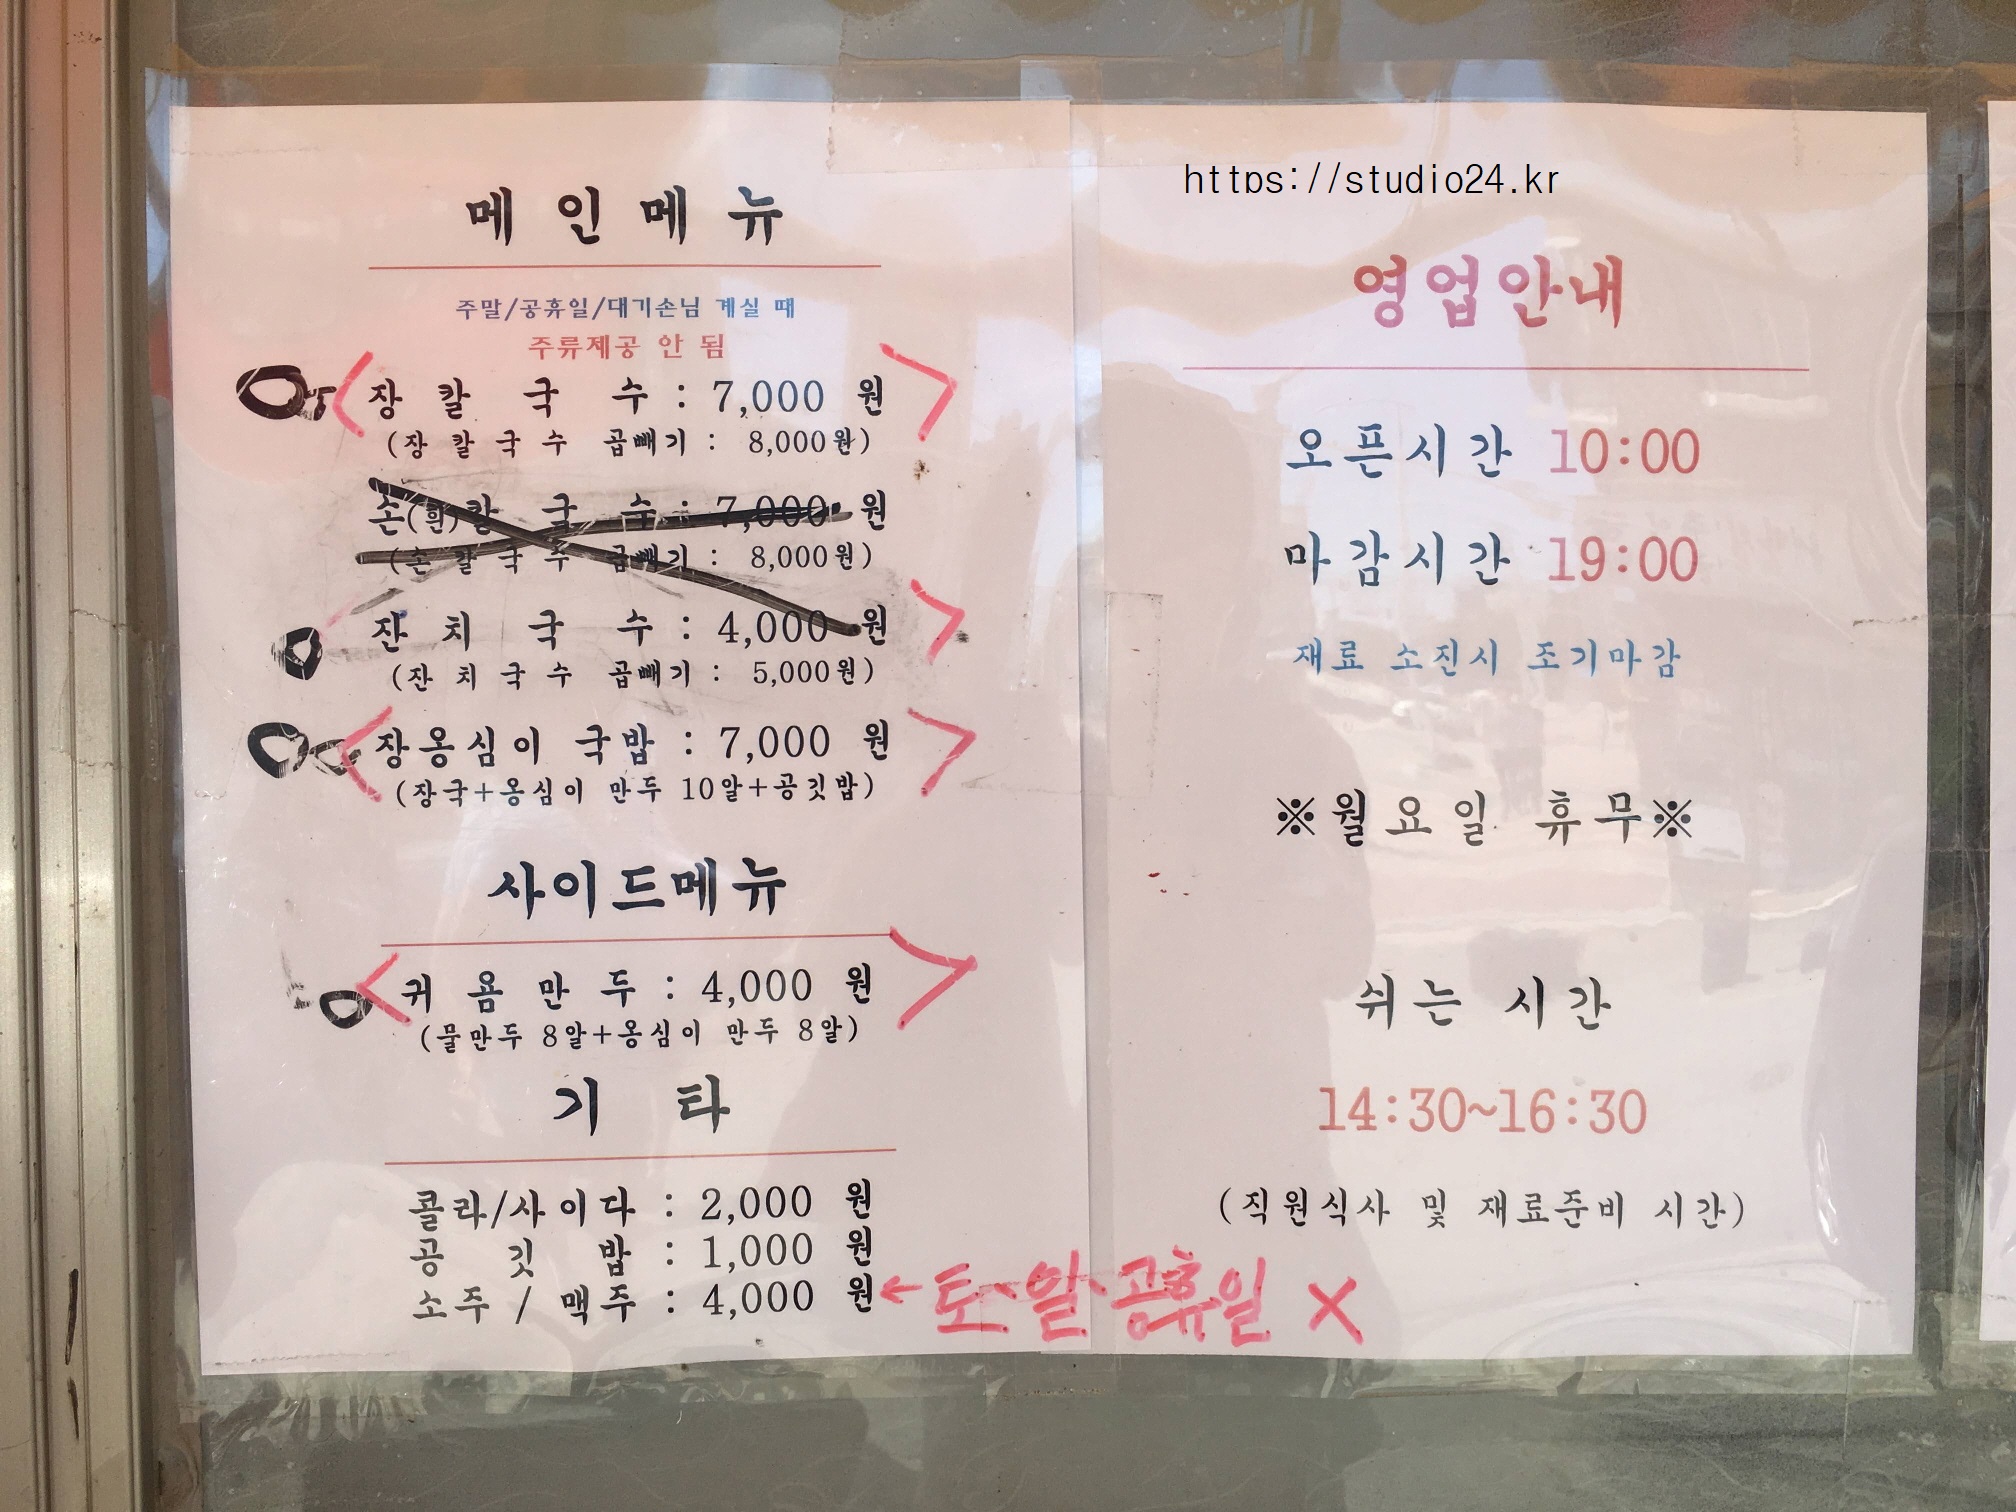 메인메뉴
주말/공휴일/대기손님 계실 때
주류제공 안 됨
장칼국수 : 7,000 원
(장칼국수 곱빼기 : 8,000원)
손(흰)칼국수 : 7,000 원
(손칼국수 곱빼기 : 8,000원)
잔치국수 : 4,000 원
(잔치국수 곱빼기 : 5,000원)
장옹심이 국밥 : 7,000 원
(장국+옹심이 만두 10알+공깃밥)
사이드메뉴
귀욤만두 : 4,000 원
(물만두 8알+옹심이 만두 8알)
기타
콜라/사이다 : 2,000 원
공깃밥 : 1,000 원
소주 / 맥주 : 4,000 원 ← 토、일、공휴일 X
https://studio24.kr
영업안내
오픈시간 10:00
마감시간 19:00
재료 소진시 조기마감
※월요일 휴무※
쉬는 시간
14:30~16:30
(직원식사 및 재료준비 시간)